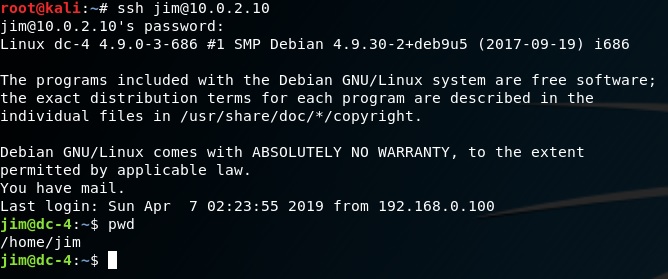 root@kali:~# ssh jim@10.0.2.10
jim@10.0.2.10's password:
Linux dc-4 4.9.0-3-686 #1 SMP Debian 4.9.30-2+deb9u5 (2017-09-19) i686
The programs included with the Debian GNU/Linux system are free software;
the exact distribution terms for each program are described in the
individual files in /usr/share/doc/*/copyright.
Debian GNU/Linux comes with ABSOLUTELY NO WARRANTY, to the extent
permitted by applicable law.
You have mail.
Last login: Sun Apr  7 02:23:55 2019 from 192.168.0.100
jim@dc-4:~$ pwd
/home/jim
jim@dc-4:~$